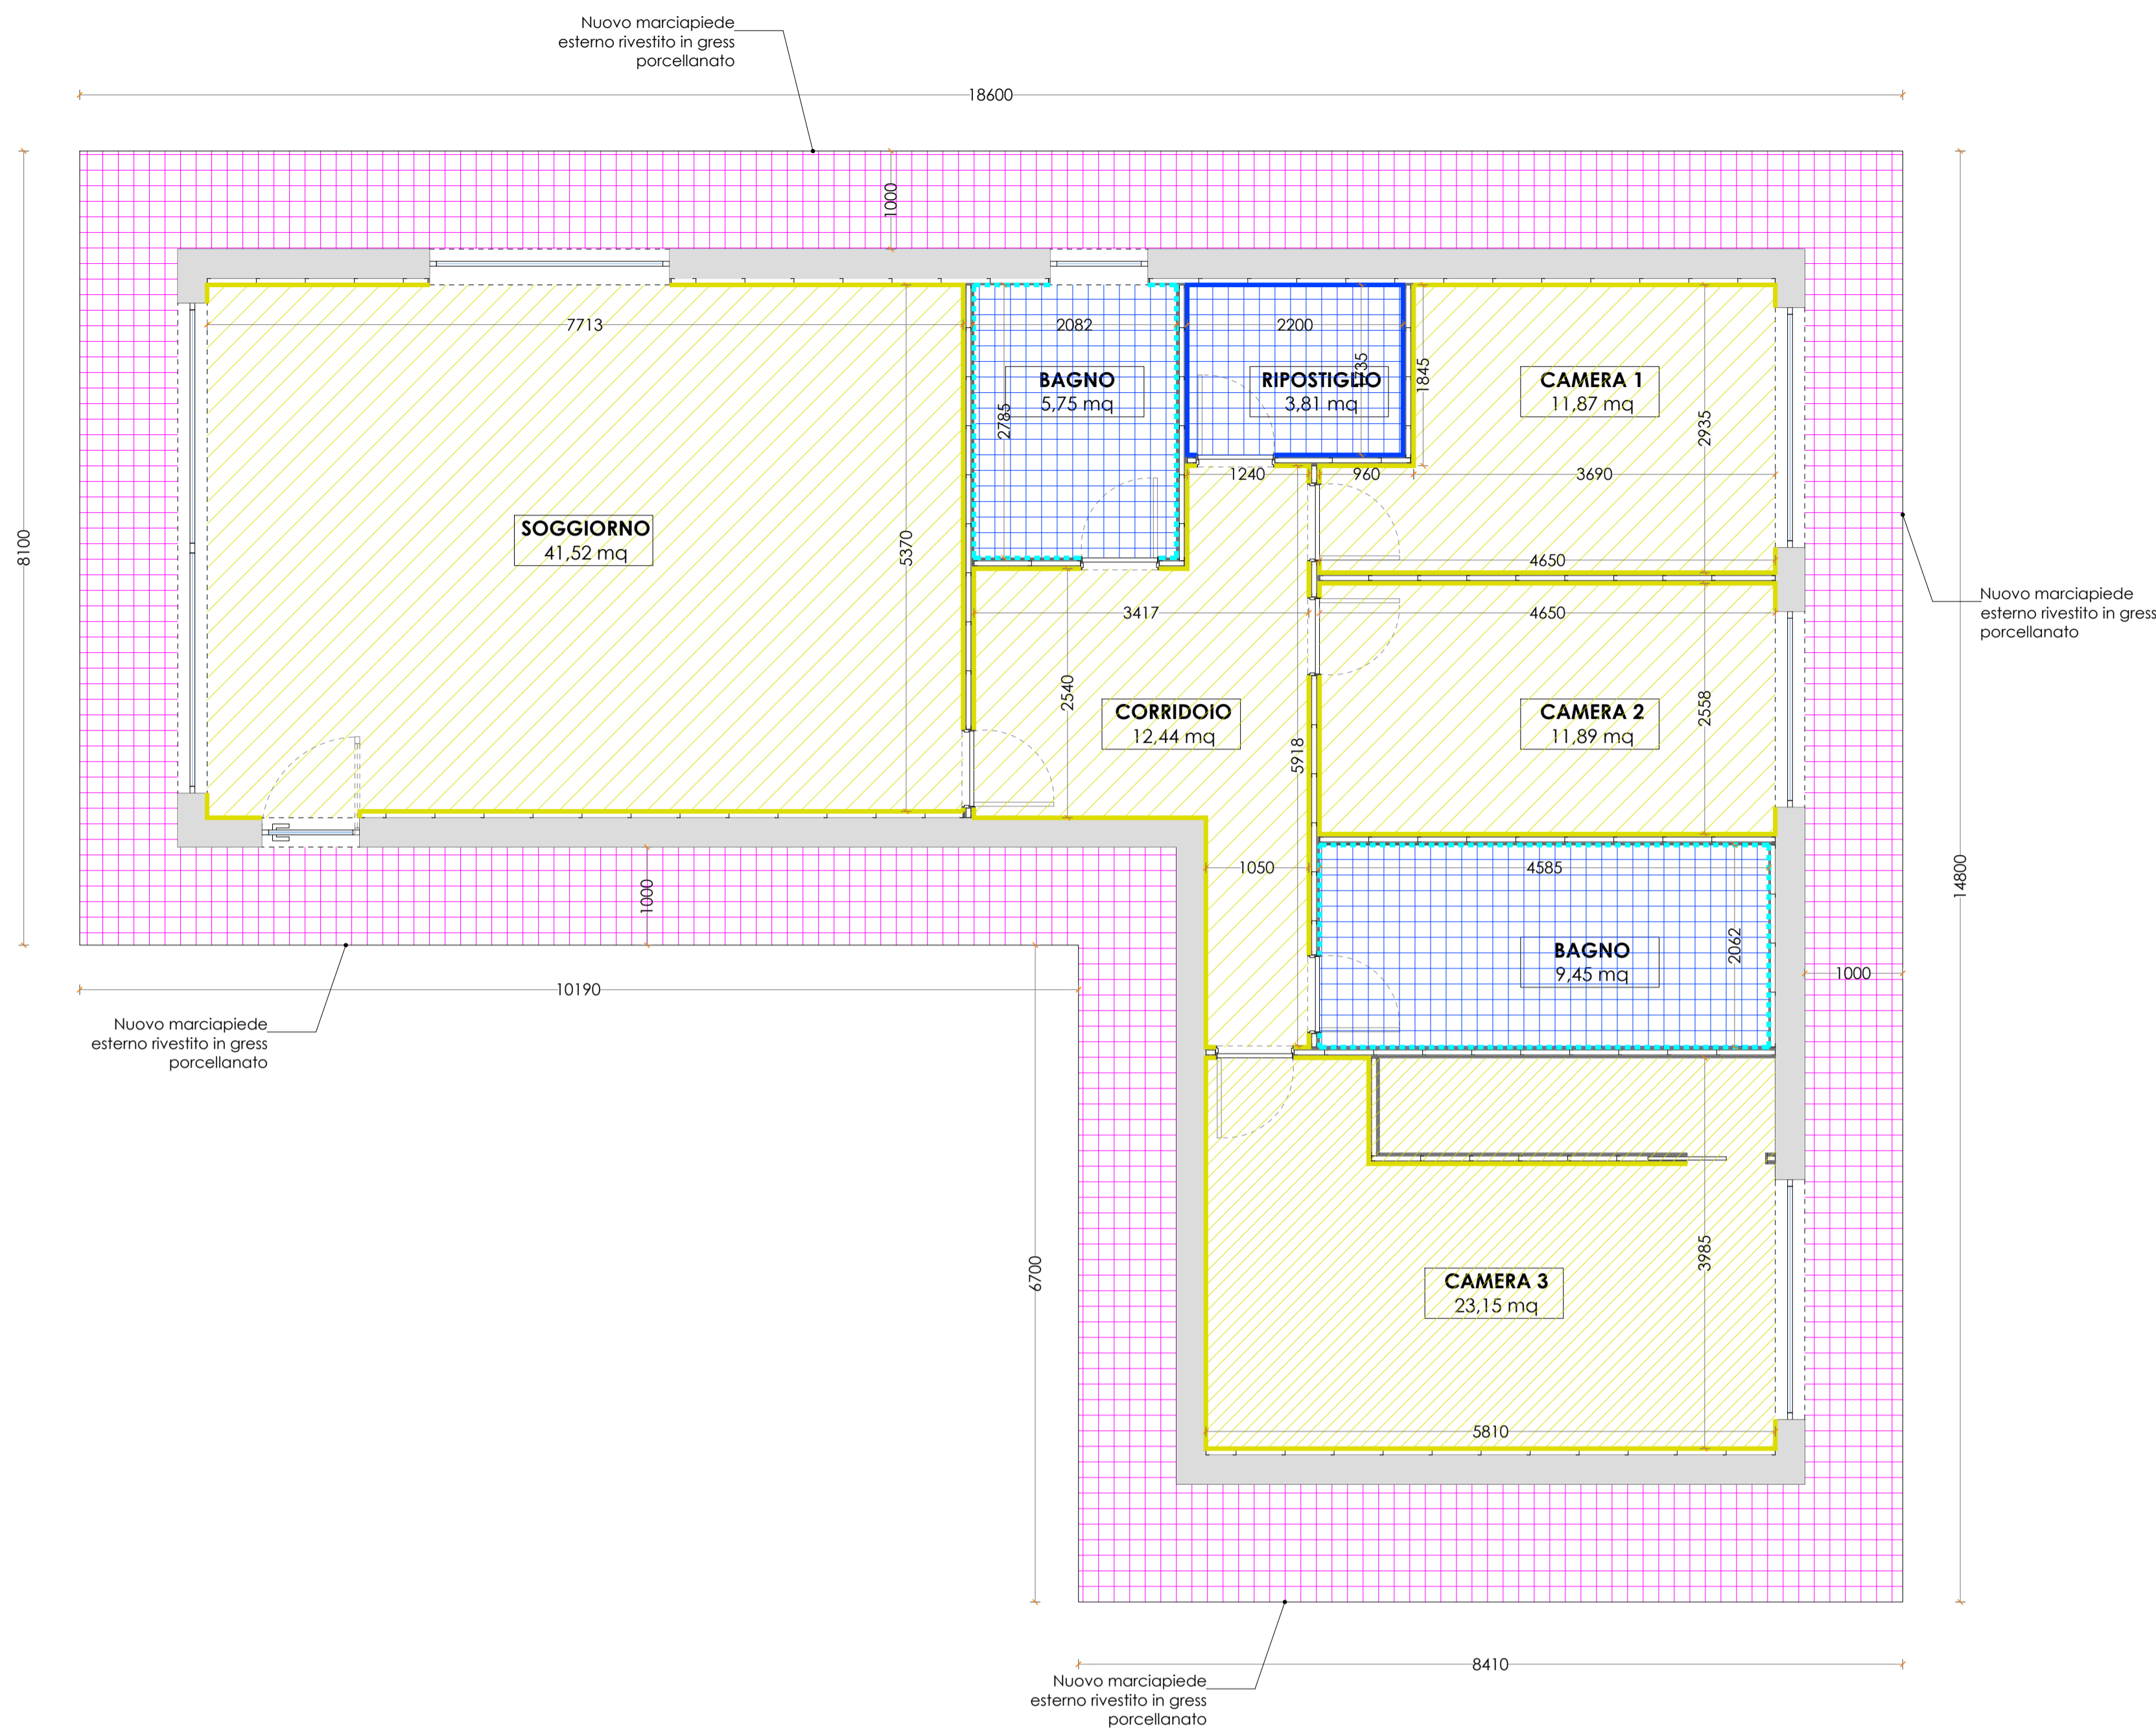 Nuovo marciapiede
esterno rivestito in gress
porcellanato
18600
1000
8100
7713
2082
2200
BAGNO
5,75 mq
RIPOSTIGLIO
3,81 mq
1845
CAMERA 1
11,87 mq
2785
2935
1240
960
3690
SOGGIORNO
41,52 mq
5370
4650
3417
4650
Nuovo marciapiede
esterno rivestito in gress
porcellanato
2540
CORRIDOIO
12,44 mq
CAMERA 2
11,89 mq
2558
5918
1050
4585
14800
1000
BAGNO
9,45 mq
2062
1000
10190
Nuovo marciapiede
esterno rivestito in gress
porcellanato
6700
3985
CAMERA 3
23,15 mq
5810
8410
Nuovo marciapiede
esterno rivestito in gress
porcellanato